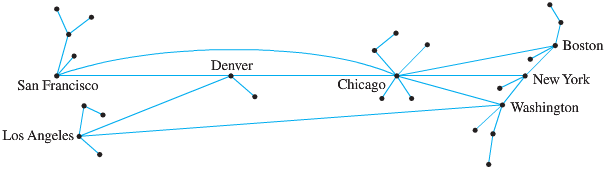 Boston
Denver
San Francisco
Chicago
New York
Washington
Los Angeles